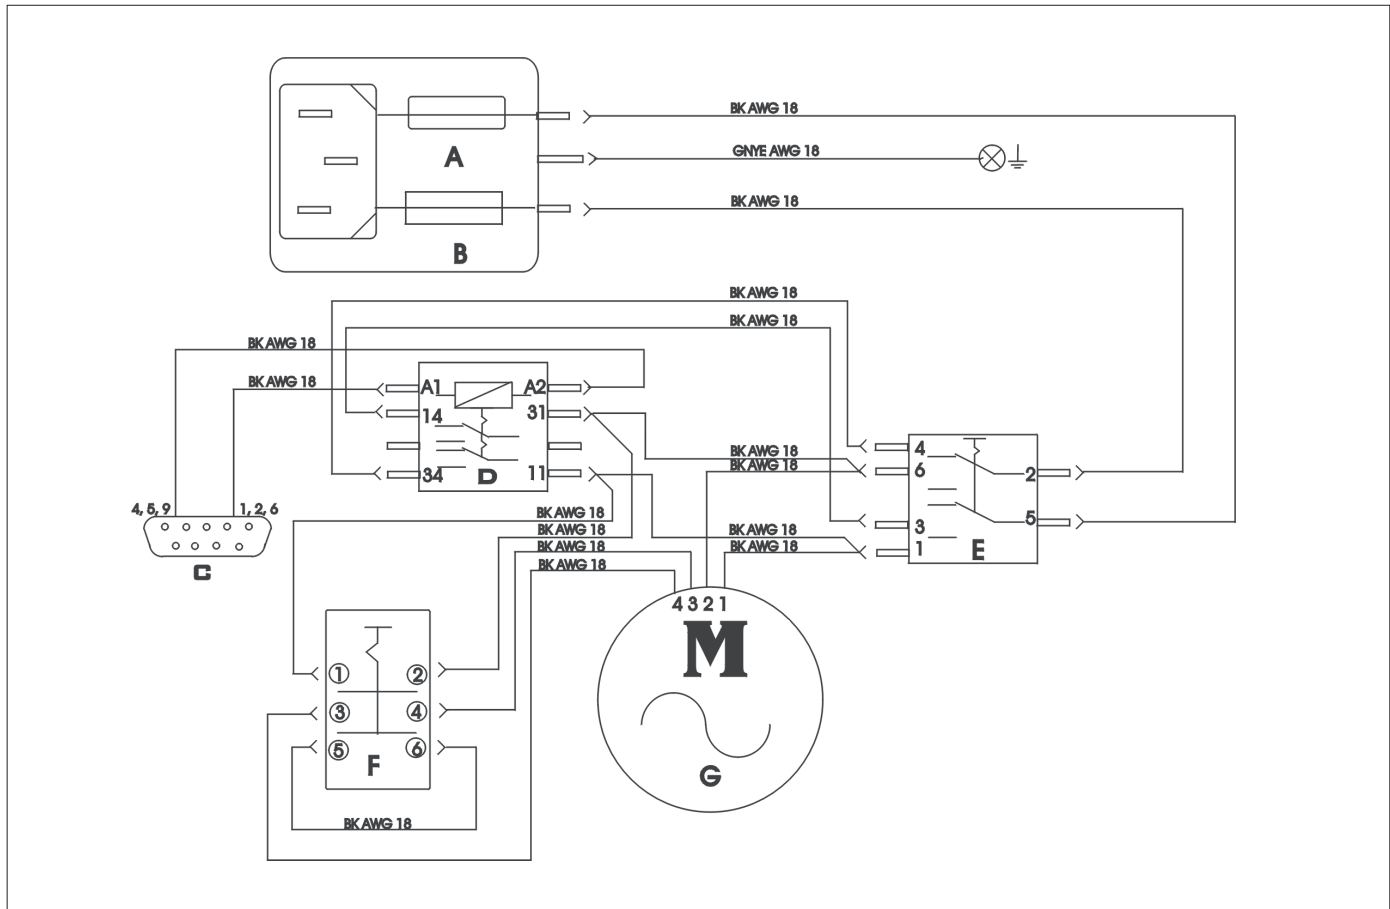 BK AWG 18
A
GNYE AWG 18
BK AWG 18
B
BK AWG 18
BK AWG 18
BK AWG 18
BK AWG 18
A1 A2
14 31
34 D 11
BK AWG 18
BK AWG 18
4 2
6
3 5
1 E
4, 5, 9 1, 2, 6
C
BK AWG 18
BK AWG 18
BK AWG 18
BK AWG 18
BK AWG 18
BK AWG 18
4 3 2 1
M
G
1 2
3 4
5 6
F
BK AWG 18